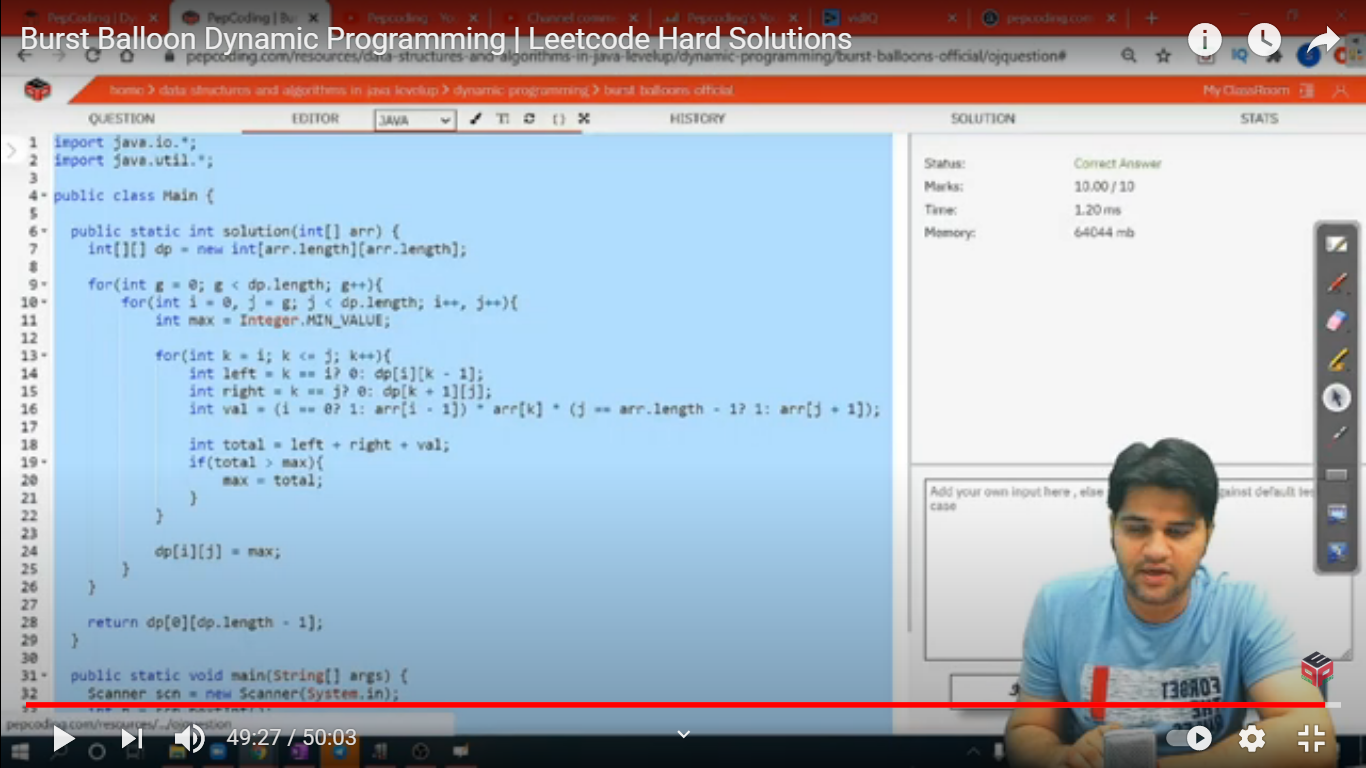 PepCoding | D
PepCoding | Bu
Pepcoding - Yo
Channel comm
Pepcoding's Yo
vidIQ
pepcoding.com
Burst Balloon Dynamic Programming | Leetcode Hard Solutions
pepcoding.com/resources/data-structures-and-algorithms-in-java-levelup/dynamic-programming/burst-balloons-official/ojquestion#
home > data structures and algorithms in java levelup > dynamic programming > burst balloons official
My ClassRoom
QUESTION
EDITOR
JAVA
HISTORY
SOLUTION
STATS
1 import java.io.*;
2 import java.util.*;
3
4 public class Main {
5
6 public static int solution(int[] arr) {
7 int[][] dp = new int[arr.length][arr.length];
8
9 for(int g = 0; g < dp.length; g++){
10 for(int i = 0, j = g; j < dp.length; i++, j++){
11 int max = Integer.MIN_VALUE;
12
13 for(int k = i; k <= j; k++){
14 int left = k == i? 0: dp[i][k - 1];
15 int right = k == j? 0: dp[k + 1][j];
16 int val = (i == 0? 1: arr[i - 1]) * arr[k] * (j == arr.length - 1? 1: arr[j + 1]);
17
18 int total = left + right + val;
19 if(total > max){
20 max = total;
21 }
22 }
23
24 dp[i][j] = max;
25 }
26 }
27
28 return dp[0][dp.length - 1];
29 }
30
31 public static void main(String[] args) {
32 Scanner scn = new Scanner(System.in);
Status: Correct Answer
Marks: 10.00 / 10
Time: 1.20 ms
Memory: 64044 mb
Add your own input here , else
gainst default tes
case
FORGET
THE
pepcoding.com/resources/.../ojquestion
49:27 / 50:03